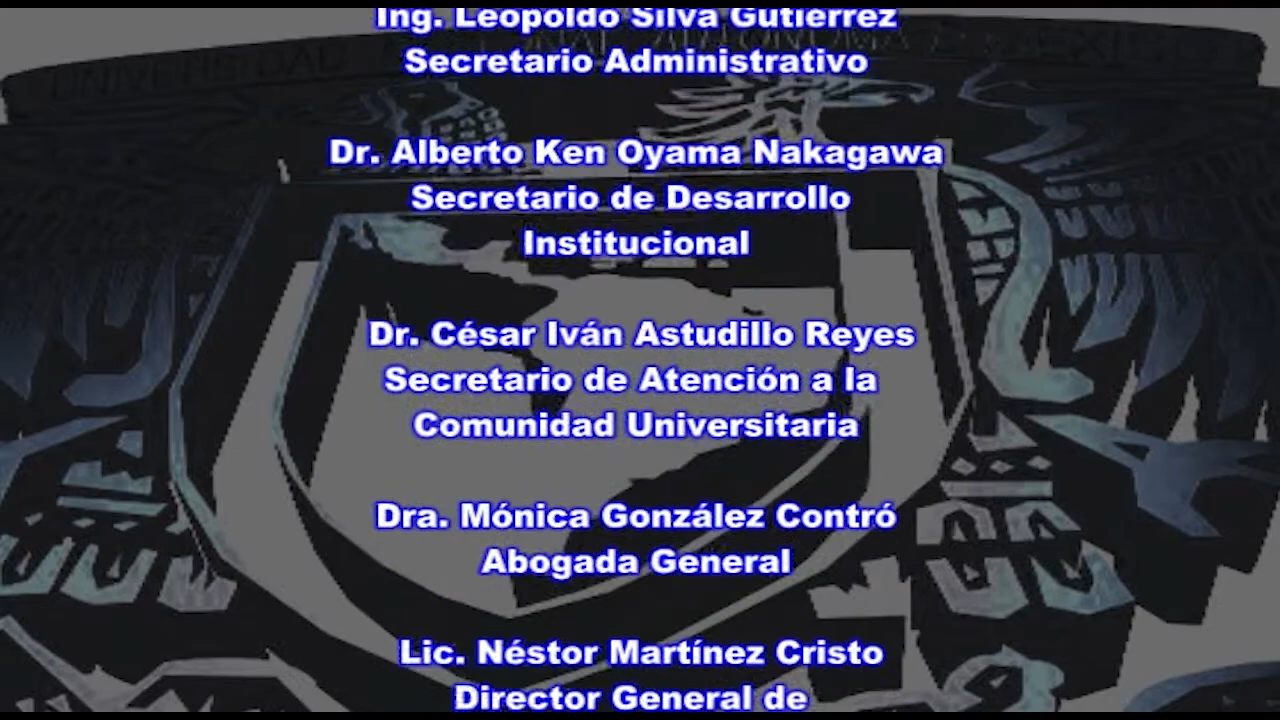 Ing. Leopoldo Silva Gutiérrez
Secretario Administrativo
Dr. Alberto Ken Oyama Nakagawa
Secretario de Desarrollo
Institucional
Dr. César Iván Astudillo Reyes
Secretario de Atención a la
Comunidad Universitaria
Dra. Mónica González Contró
Abogada General
Lic. Néstor Martínez Cristo
Director General de